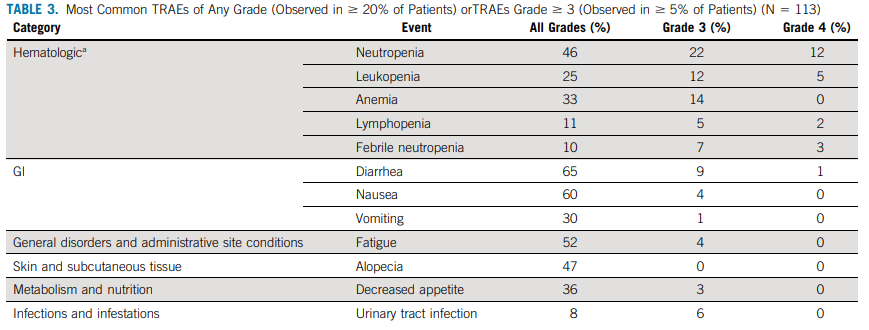 TABLE 3. Most Common TRAEs of Any Grade (Observed in ≥ 20% of Patients) orTRAEs Grade ≥ 3 (Observed in ≥ 5% of Patients) (N = 113)
Category Event All Grades (%) Grade 3 (%) Grade 4 (%)
Hematologicᵃ Neutropenia 46 22 12
Leukopenia 25 12 5
Anemia 33 14 0
Lymphopenia 11 5 2
Febrile neutropenia 10 7 3
GI Diarrhea 65 9 1
Nausea 60 4 0
Vomiting 30 1 0
General disorders and administrative site conditions Fatigue 52 4 0
Skin and subcutaneous tissue Alopecia 47 0 0
Metabolism and nutrition Decreased appetite 36 3 0
Infections and infestations Urinary tract infection 8 6 0